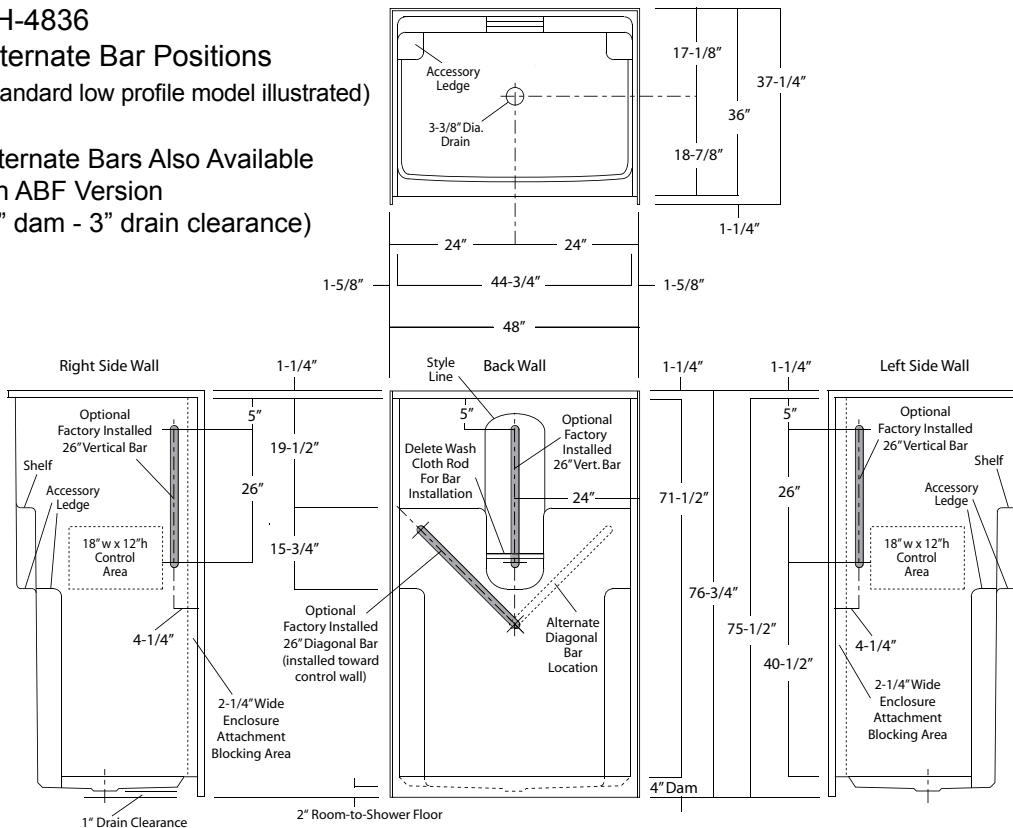 H-4836
ternate Bar Positions
andard low profile model illustrated)
ternate Bars Also Available
n ABF Version
" dam - 3" drain clearance)
Accessory
Ledge
3-3/8" Dia.
Drain
17-1/8"
37-1/4"
36"
18-7/8"
1-1/4"
24"
24"
1-5/8"
44-3/4"
1-5/8"
48"
Right Side Wall
1-1/4"
Style
Line
Back Wall
1-1/4"
1-1/4"
Left Side Wall
Optional
Factory Installed
26" Vertical Bar
5"
19-1/2"
26"
Shelf
Accessory
Ledge
18" w x 12"h
Control
Area
15-3/4"
4-1/4"
2-1/4" Wide
Enclosure
Attachment
Blocking Area
1" Drain Clearance
5"
Optional
Factory
Installed
26" Vert. Bar
Delete Wash
Cloth Rod
For Bar
Installation
24"
Optional
Factory Installed
26" Diagonal Bar
(installed toward
control wall)
Alternate
Diagonal
Bar
Location
2" Room-to-Shower Floor
71-1/2"
76-3/4"
75-1/2"
4" Dam
5"
26"
40-1/2"
Optional
Factory Installed
26" Vertical Bar
Shelf
Accessory
Ledge
18" w x 12"h
Control
Area
4-1/4"
2-1/4" Wide
Enclosure
Attachment
Blocking Area